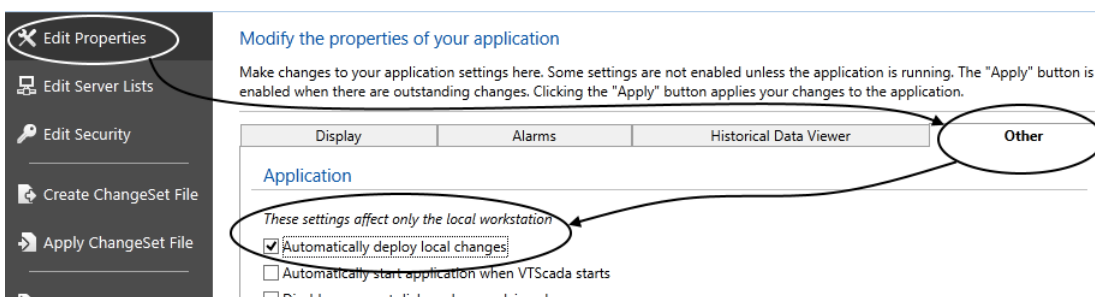 Edit Properties
Edit Server Lists
Edit Security
Create ChangeSet File
Apply ChangeSet File
Modify the properties of your application
Make changes to your application settings here. Some settings are not enabled unless the application is running. The "Apply" button is
enabled when there are outstanding changes. Clicking the "Apply" button applies your changes to the application.
Display
Alarms
Historical Data Viewer
Other
Application
These settings affect only the local workstation
Automatically deploy local changes
Automatically start application when VTScada starts